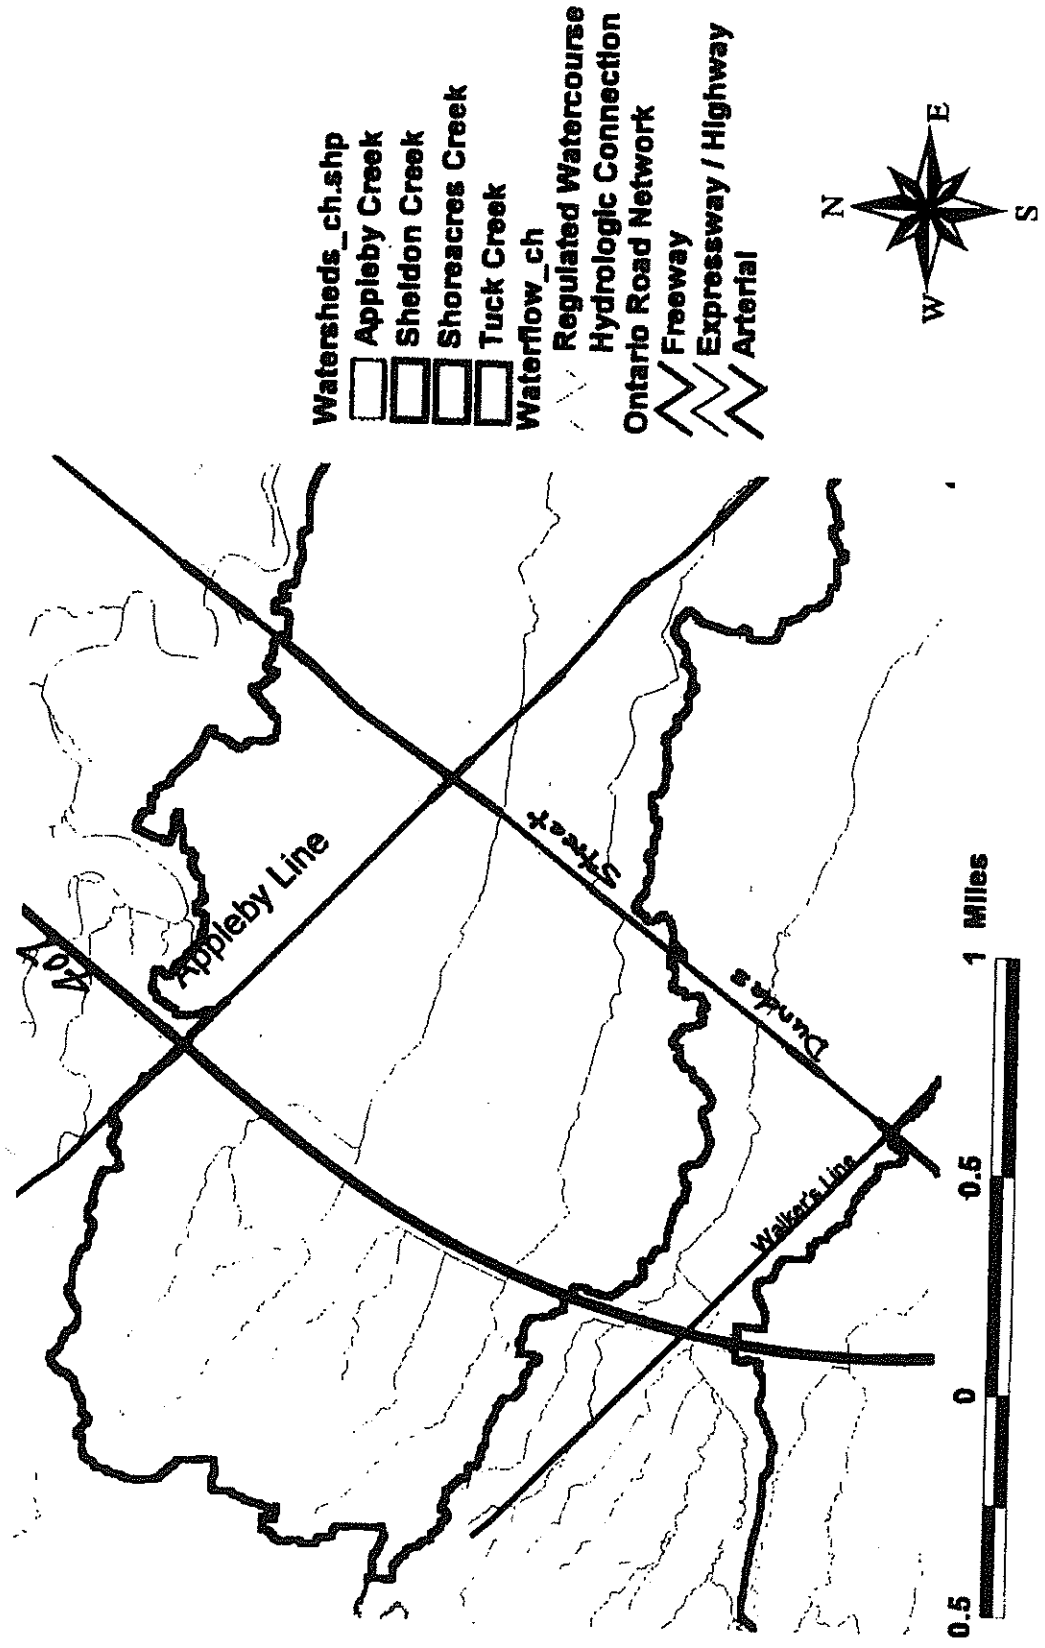 Watersheds_ch.shp
Appleby Creek
Sheldon Creek
Shoreacres Creek
Tuck Creek
Waterflow_ch
Regulated Watercourse
Hydrologic Connection
Ontario Road Network
Freeway
Expressway / Highway
Arterial
N
E
S
W
407
Appleby Line
Dundas Street
Walker's Line
0.5 0 0.5 1 Miles